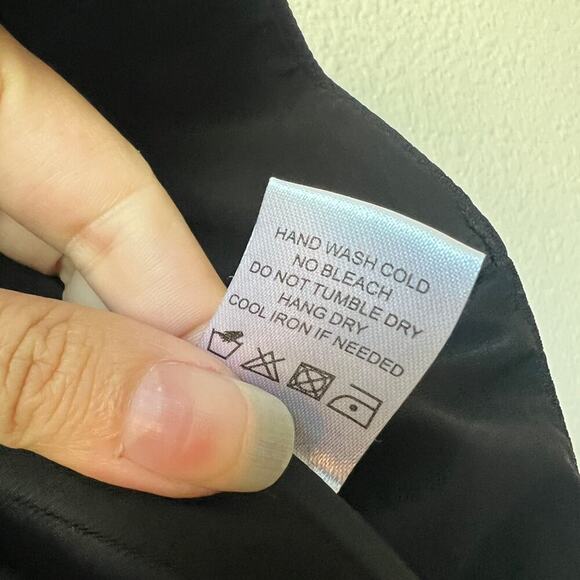 HAND WASH COLD
NO BLEACH
DO NOT TUMBLE DRY
HANG DRY
COOL IRON IF NEEDED